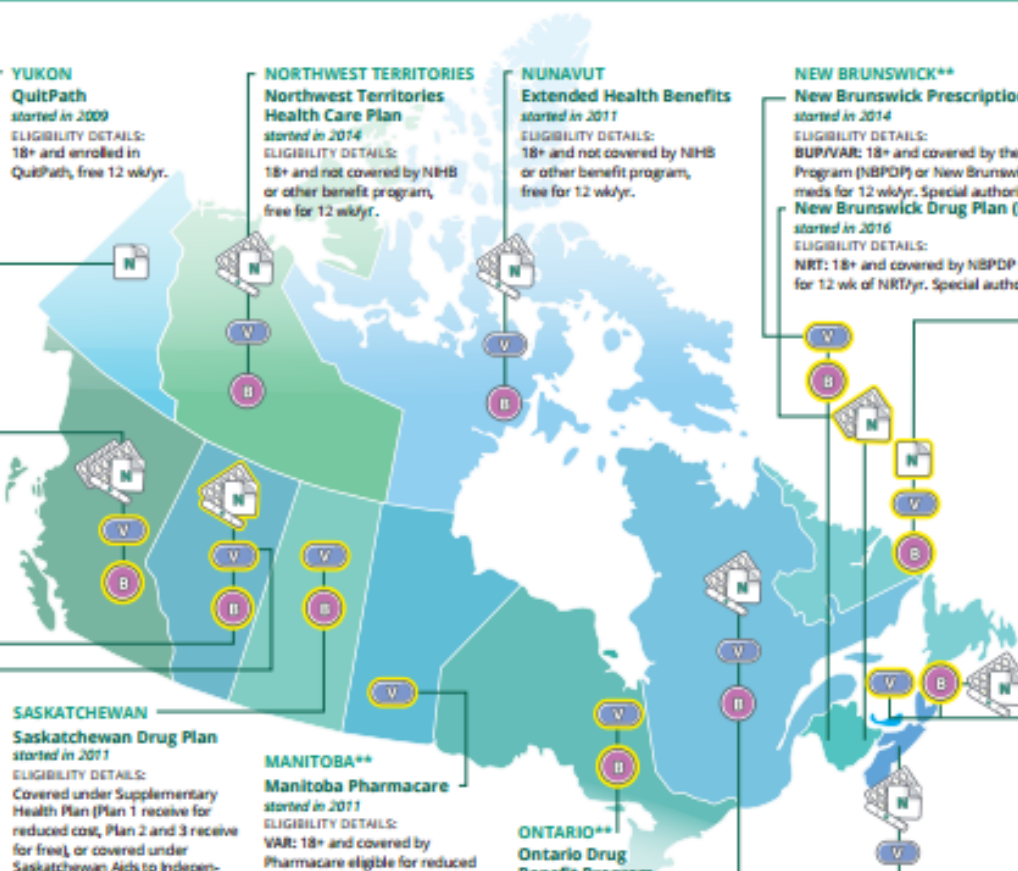 YUKON
QuitPath
started in 2009
ELIGIBILITY DETAILS:
18+ and enrolled in
QuitPath, free 12 wk/yr.
NORTHWEST TERRITORIES
Northwest Territories
Health Care Plan
started in 2014
ELIGIBILITY DETAILS:
18+ and not covered by NIHB
or other benefit program,
free for 12 wk/yr.
NUNAVUT
Extended Health Benefits
started in 2011
ELIGIBILITY DETAILS:
18+ and not covered by NIHB
or other benefit program,
free for 12 wk/yr.
NEW BRUNSWICK**
New Brunswick Prescriptio
started in 2014
ELIGIBILITY DETAILS:
BUP/VAR: 18+ and covered by the
Program (NBPDP) or New Brunswi
meds for 12 wk/yr. Special authori
New Brunswick Drug Plan (
started in 2016
ELIGIBILITY DETAILS:
NRT: 18+ and covered by NBPDP
for 12 wk of NRT/yr. Special autho
N
N
V
B
N
V
B
V
B
N
N
V
B
N
V
B
N
V
B
V
B
N
V
B
V
V
B
V
B
N
N
V
SASKATCHEWAN
Saskatchewan Drug Plan
started in 2011
ELIGIBILITY DETAILS:
Covered under Supplementary
Health Plan (Plan 1 receive for
reduced cost, Plan 2 and 3 receive
for free), or covered under
Saskatchewan Aids to Indepen-
MANITOBA**
Manitoba Pharmacare
started in 2011
ELIGIBILITY DETAILS:
VAR: 18+ and covered by
Pharmacare eligible for reduced
ONTARIO**
Ontario Drug
Benefit Program